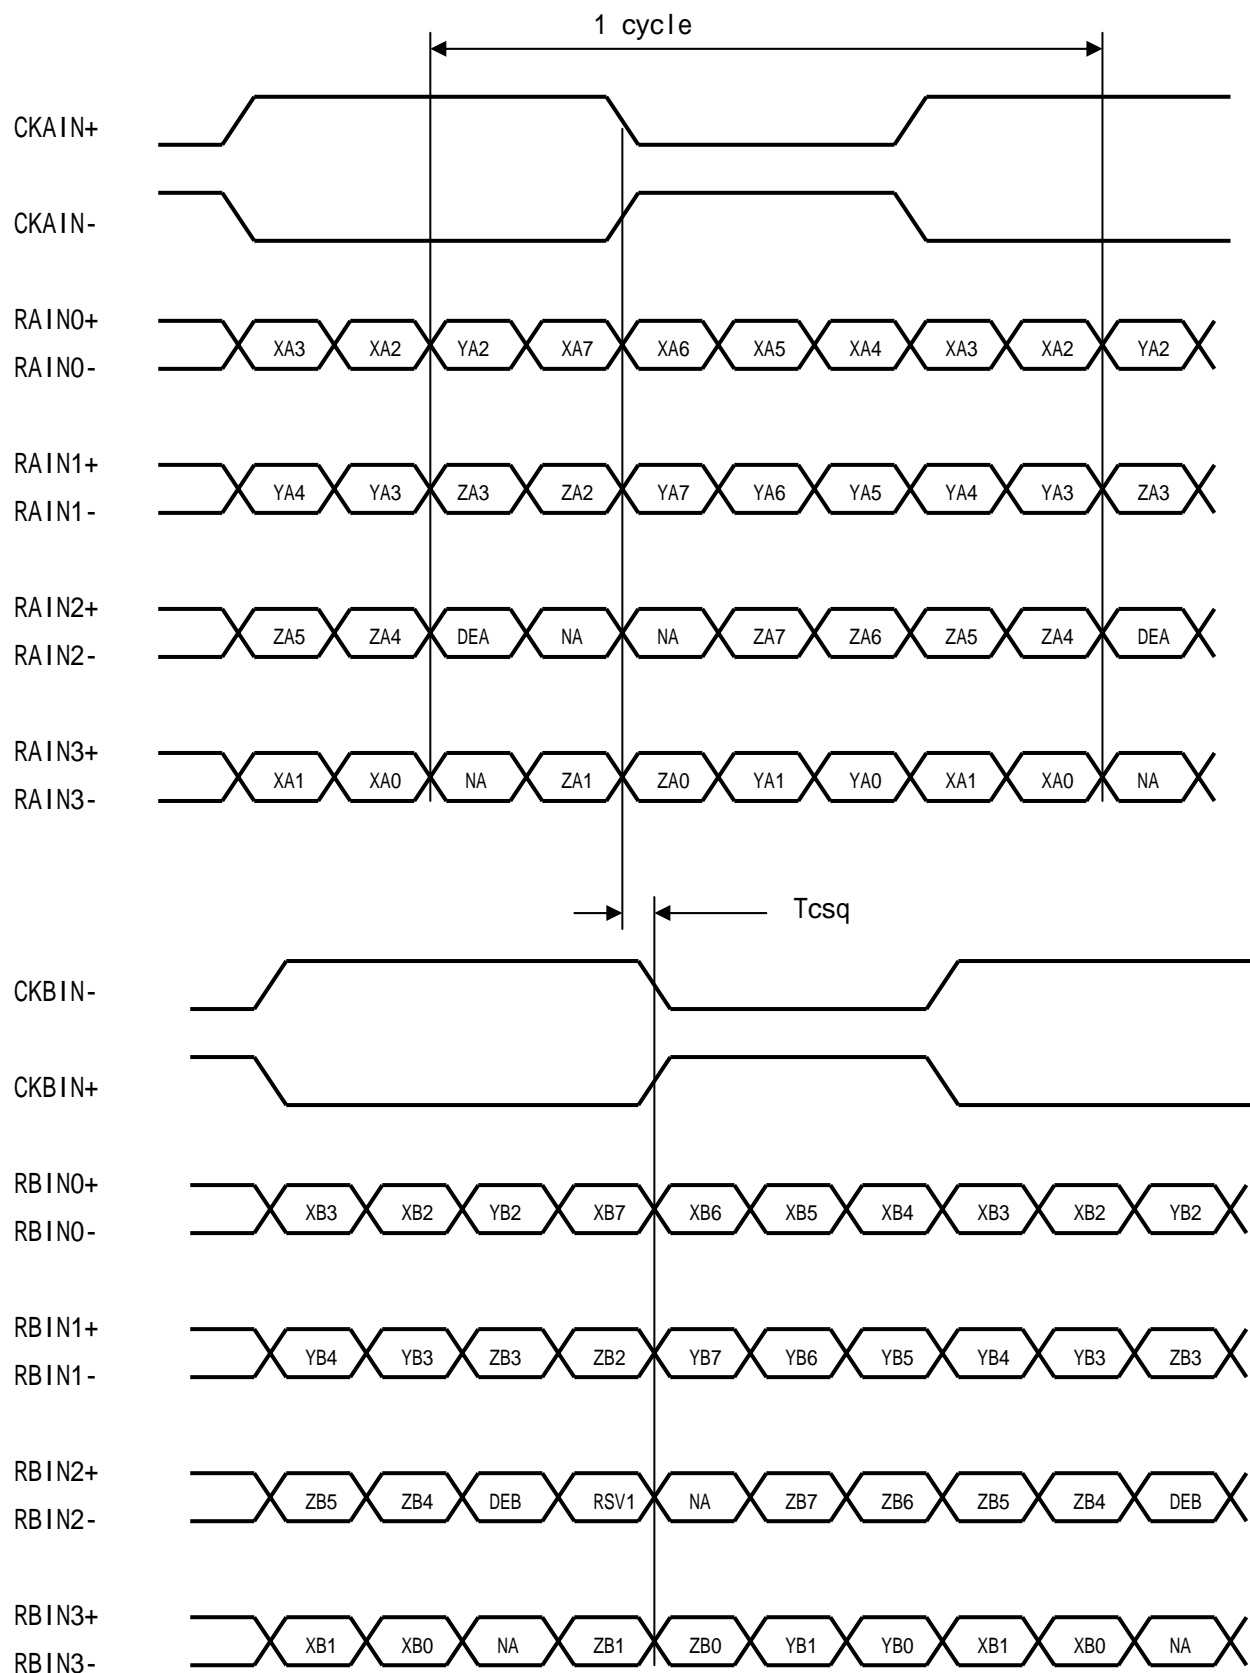 1 cycle
CKAIN+
CKAIN-
RAIN0+
XA3 XA2 YA2 XA7 XA6 XA5 XA4 XA3 XA2 YA2
RAIN0-
RAIN1+
YA4 YA3 ZA3 ZA2 YA7 YA6 YA5 YA4 YA3 ZA3
RAIN1-
RAIN2+
ZA5 ZA4 DEA NA NA ZA7 ZA6 ZA5 ZA4 DEA
RAIN2-
RAIN3+
XA1 XA0 NA ZA1 ZA0 YA1 YA0 XA1 XA0 NA
RAIN3-
Tcsq
CKBIN-
CKBIN+
RBIN0+
XB3 XB2 YB2 XB7 XB6 XB5 XB4 XB3 XB2 YB2
RBIN0-
RBIN1+
YB4 YB3 ZB3 ZB2 YB7 YB6 YB5 YB4 YB3 ZB3
RBIN1-
RBIN2+
ZB5 ZB4 DEB RSV1 NA ZB7 ZB6 ZB5 ZB4 DEB
RBIN2-
RBIN3+
XB1 XB0 NA ZB1 ZB0 YB1 YB0 XB1 XB0 NA
RBIN3-